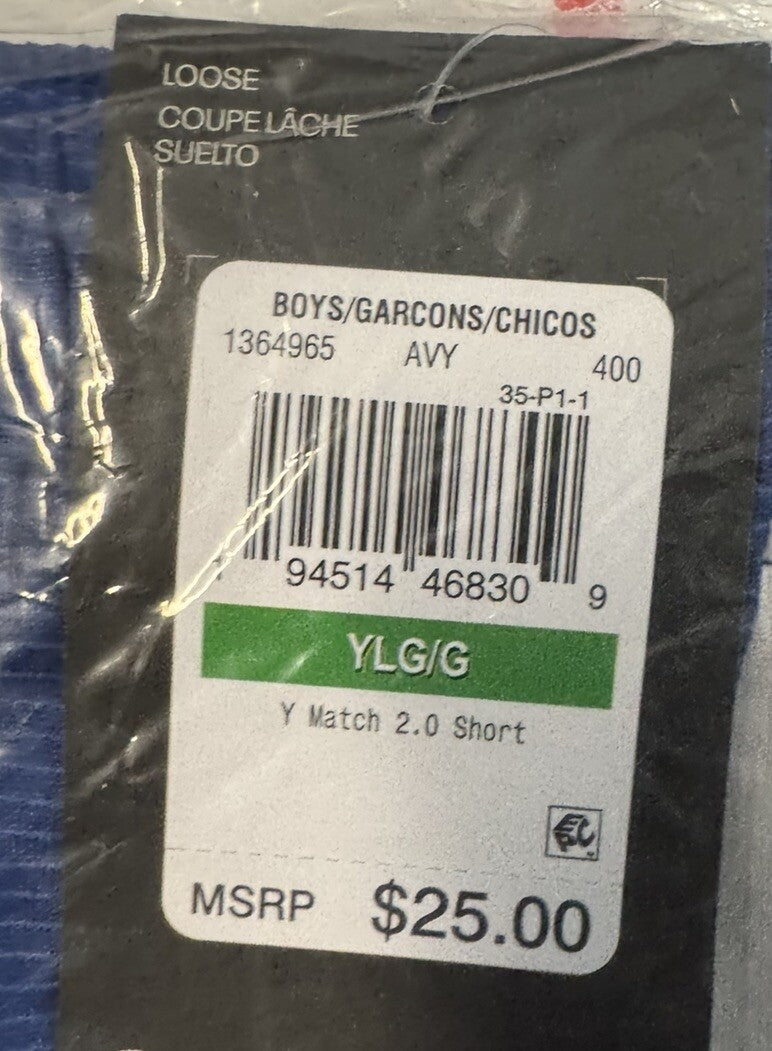 LOOSE
COUPE LÂCHE
SUELTO
BOYS/GARCONS/CHICOS
1364965 AVY 400
35-P1-1
94514 46830 9
YLG/G
Y Match 2.0 Short
EPC
MSRP $25.00